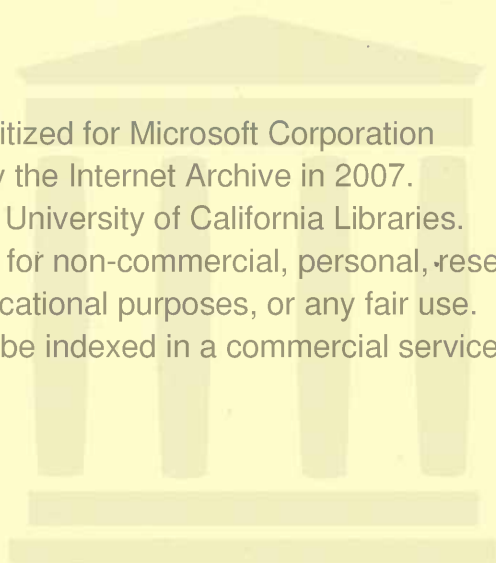 itized for Microsoft Corporation
y the Internet Archive in 2007.
University of California Libraries.
for non-commercial, personal, rese
cational purposes, or any fair use.
be indexed in a commercial service